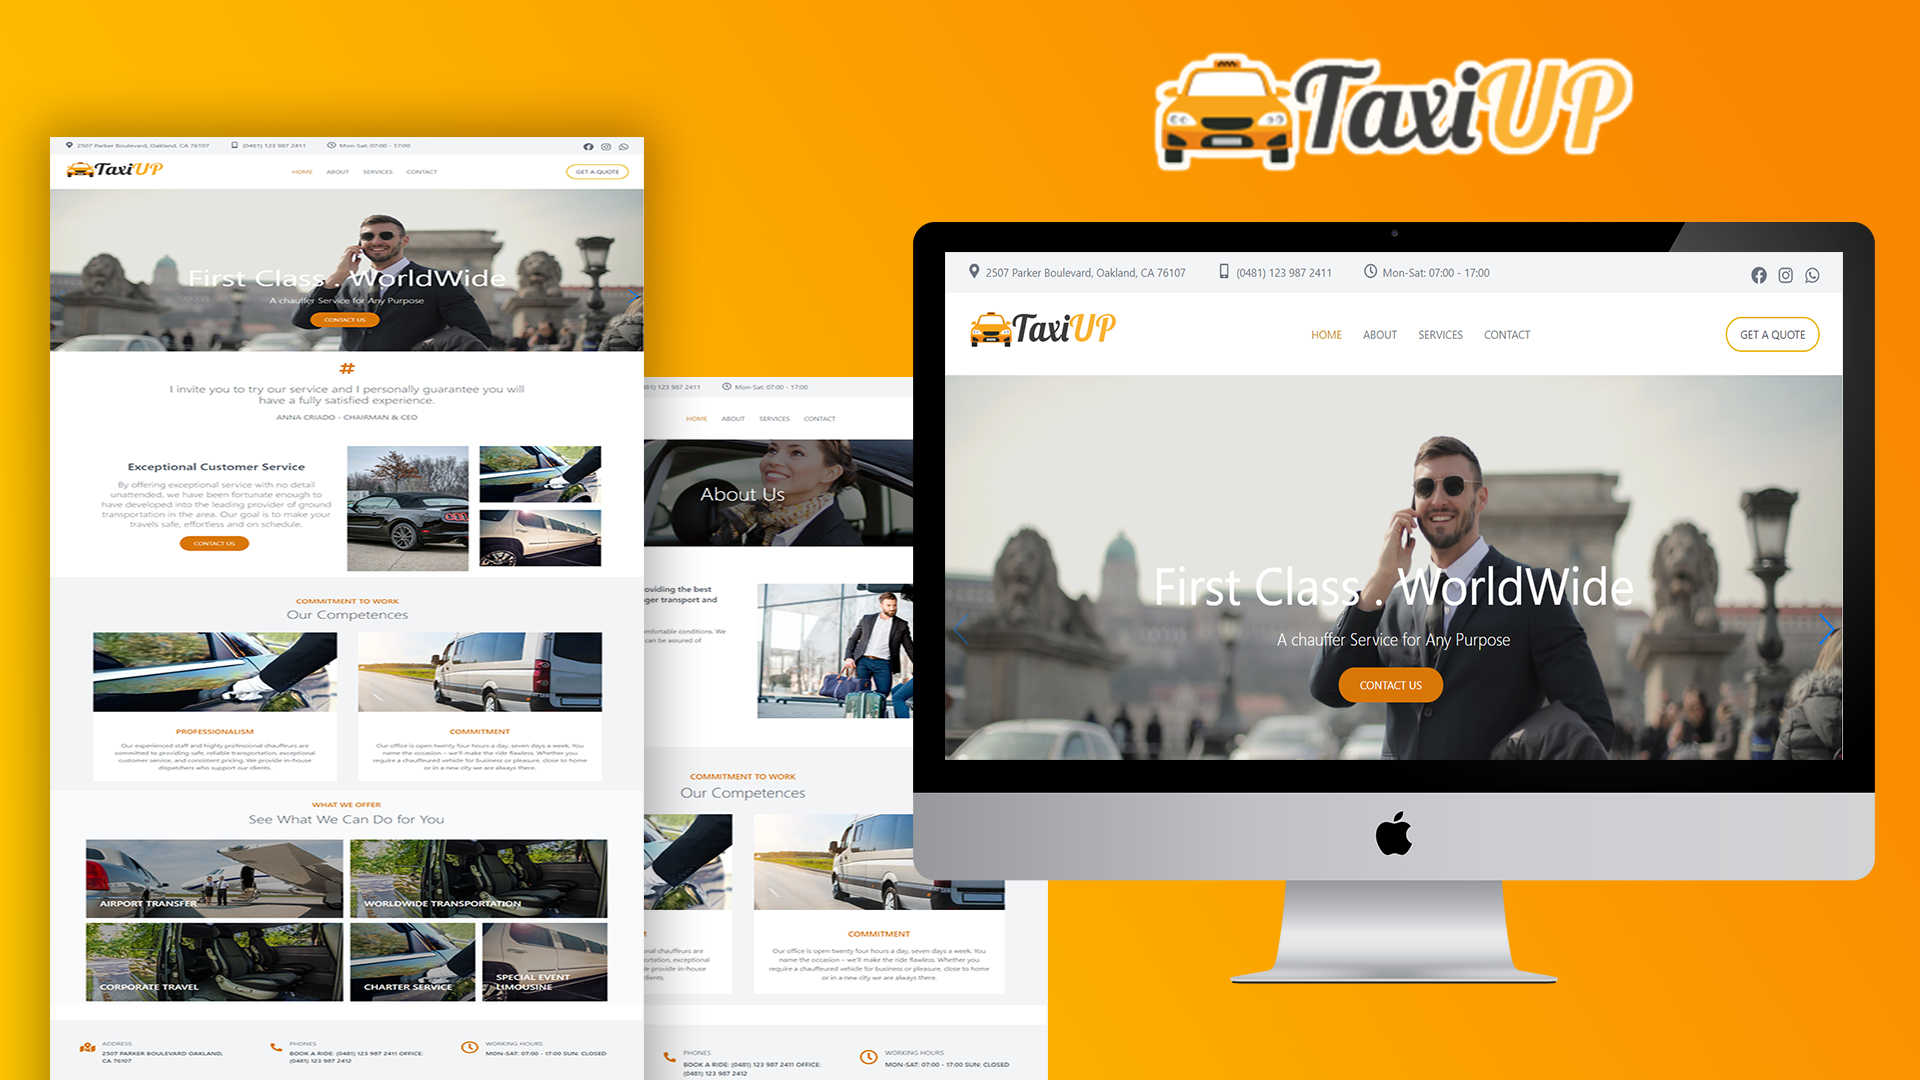 TaxiUP
2507 Parker Boulevard, Oakland, CA 76107
(0481) 123 987 2411
Mon-Sat: 07:00 - 17:00
TaxiUP
HOME
ABOUT
SERVICES
CONTACT
GET A QUOTE
First Class . WorldWide
A chauffer Service for Any Purpose
CONTACT US
2507 Parker Boulevard, Oakland, CA 76107
(0481) 123 987 2411
Mon-Sat: 07:00 - 17:00
TaxiUP
HOME
ABOUT
SERVICES
CONTACT
GET A QUOTE
First Class . WorldWide
A chauffer Service for Any Purpose
CONTACT US
#
I invite you to try our service and I personally guarantee you will
have a fully satisfied experience.
ANNA CRIADO - CHAIRMAN & CEO
Exceptional Customer Service
By offering exceptional service with no detail
unattended, we have been fortunate enough to
have developed into the leading provider of ground
transportation in the area. Our goal is to make your
travels safe, effortless and on schedule.
CONTACT US
COMMITMENT TO WORK
Our Competences
PROFESSIONALISM
Our experienced staff and highly professional chauffeurs are
committed to providing safe, reliable transportation, exceptional
customer service, and consistent pricing. We provide in-house
dispatchers who support our clients.
COMMITMENT
Our office is open twenty four hours a day, seven days a week. You
name the occasion – we'll make the ride flawless. Whether you
require a chauffeured vehicle for business or pleasure, close to home
or in a new city we are always there.
WHAT WE OFFER
See What We Can Do for You
AIRPORT TRANSFER
WORLDWIDE TRANSPORTATION
CORPORATE TRAVEL
CHARTER SERVICE
SPECIAL EVENT
LIMOUSINE
ADDRESS
2507 PARKER BOULEVARD OAKLAND,
CA 76107
PHONES
BOOK A RIDE: (0481) 123 987 2411 OFFICE:
(0481) 123 987 2412
WORKING HOURS
MON-SAT: 07:00 - 17:00 SUN: CLOSED
481) 123 987 2411
Mon-Sat: 07:00 - 17:00
HOME
ABOUT
SERVICES
CONTACT
About Us
oviding the best
ger transport and
mfortable conditions. We
can be assured of
COMMITMENT TO WORK
Our Competences
nal chauffeurs are
rtation, exceptional
e provide in-house
lients.
COMMITMENT
Our office is open twenty four hours a day, seven days a week. You
name the occasion – we'll make the ride flawless. Whether you
require a chauffeured vehicle for business or pleasure, close to home
or in a new city we are always there.
PHONES
BOOK A RIDE: (0481) 123 987 2411 OFFICE:
(0481) 123 987 2412
WORKING HOURS
MON-SAT: 07:00 - 17:00 SUN: CLOSED